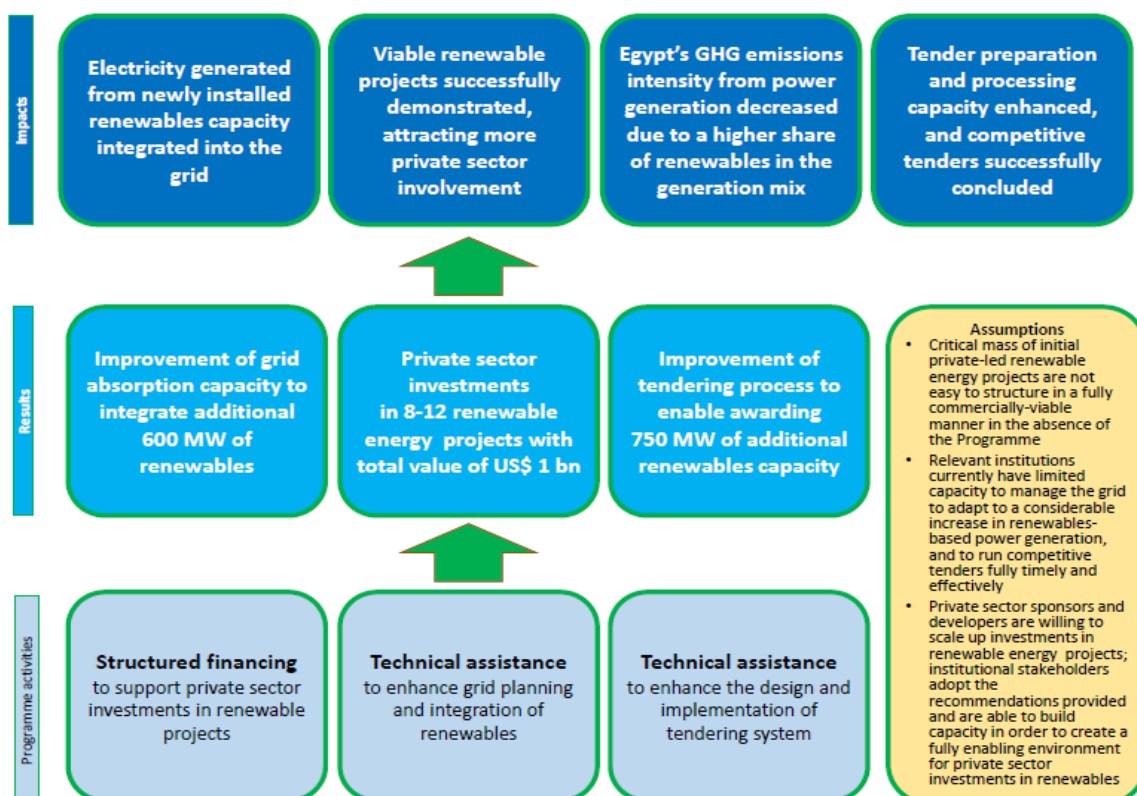 Impacts
Electricity generated
from newly installed
renewables capacity
integrated into the
grid
Viable renewable
projects successfully
demonstrated,
attracting more
private sector
involvement
Egypt's GHG emissions
intensity from power
generation decreased
due to a higher share
of renewables in the
generation mix
Tender preparation
and processing
capacity enhanced,
and competitive
tenders successfully
concluded
Results
Improvement of grid
absorption capacity to
integrate additional
600 MW of
renewables
Private sector
investments
in 8-12 renewable
energy projects with
total value of US$ 1 bn
Improvement of
tendering process to
enable awarding
750 MW of additional
renewables capacity
Programme activities
Structured financing
to support private sector
investments in renewable
projects
Technical assistance
to enhance grid planning
and integration of
renewables
Technical assistance
to enhance the design and
implementation of
tendering system
Assumptions
• Critical mass of initial
private-led renewable
energy projects are not
easy to structure in a fully
commercially-viable
manner in the absence of
the Programme
• Relevant institutions
currently have limited
capacity to manage the grid
to adapt to a considerable
increase in renewables-
based power generation,
and to run competitive
tenders fully timely and
effectively
• Private sector sponsors and
developers are willing to
scale up investments in
renewable energy projects;
institutional stakeholders
adopt the
recommendations provided
and are able to build
capacity in order to create a
fully enabling environment
for private sector
investments in renewables